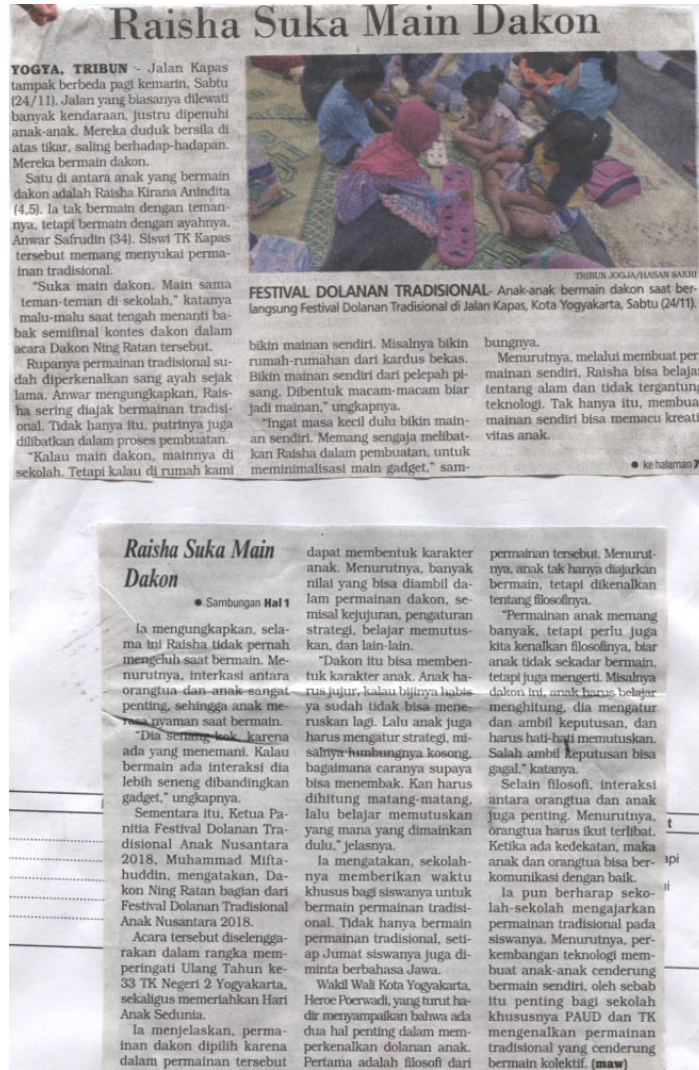 Raisha Suka Main Dakon
YOGYA, TRIBUN - Jalan Kapas
tampak berbeda pagi kemarin, Sabtu
(24/11). Jalan yang biasanya dilewati
banyak kendaraan, justru dipenuhi
anak-anak. Mereka duduk bersila di
atas tikar, saling berhadap-hadapan.
Mereka bermain dakon.
Satu di antara anak yang bermain
dakon adalah Raisha Kirana Anindita
(4,5). Ia tak bermain dengan teman-
nya, tetapi bermain dengan ayahnya,
Anwar Safrudin (34). Siswi TK Kapas
tersebut memang menyukai perma-
inan tradisional.
"Suka main dakon. Main sama
teman-teman di sekolah," katanya
malu-malu saat tengah menanti ba-
bak semifinal kontes dakon dalam
acara Dakon Ning Ratan tersebut.
Rupanya permainan tradisional su-
dah diperkenalkan sang ayah sejak
lama. Anwar mengungkapkan, Rais-
ha sering diajak bermainan tradisi-
onal. Tidak hanya itu, putrinya juga
dilibatkan dalam proses pembuatan.
"Kalau main dakon, mainnya di
sekolah. Tetapi kalau di rumah kami
TRIBUN JOGJA/HASAN SAKRI
FESTIVAL DOLANAN TRADISIONAL- Anak-anak bermain dakon saat ber-
langsung Festival Dolanan Tradisional di Jalan Kapas, Kota Yogyakarta, Sabtu (24/11).
bikin mainan sendiri. Misalnya bikin
rumah-rumahan dari kardus bekas.
Bikin mainan sendiri dari pelepah pi-
sang. Dibentuk macam-macam biar
jadi mainan," ungkapnya.
"Ingat masa kecil dulu bikin main-
an sendiri. Memang sengaja melibat-
kan Raisha dalam pembuatan, untuk
meminimalisasi main gadget," sam-
bungnya.
Menurutnya, melalui membuat per
mainan sendiri, Raisha bisa belaja
tentang alam dan tidak tergantun
teknologi. Tak hanya itu, membua
mainan sendiri bisa memacu kreati
vitas anak.
● ke halaman 7
Raisha Suka Main
Dakon
● Sambungan Hal 1
Ia mengungkapkan, sela-
ma ini Raisha tidak pernah
mengeluh saat bermain. Me-
nurutnya, interkasi antara
orangtua dan anak sangat
penting, sehingga anak me-
rasa nyaman saat bermain.
"Dia senang kok, karena
ada yang menemani. Kalau
bermain ada interaksi dia
lebih seneng dibandingkan
gadget," ungkapnya.
Sementara itu, Ketua Pa-
nitia Festival Dolanan Tra-
disional Anak Nusantara
2018, Muhammad Mifta-
huddin, mengatakan, Da-
kon Ning Ratan bagian dari
Festival Dolanan Tradisional
Anak Nusantara 2018.
Acara tersebut diselengga-
rakan dalam rangka mem-
peringati Ulang Tahun ke-
33 TK Negeri 2 Yogyakarta,
sekaligus memeriahkan Hari
Anak Sedunia.
Ia menjelaskan, perma-
inan dakon dipilih karena
dalam permainan tersebut
dapat membentuk karakter
anak. Menurutnya, banyak
nilai yang bisa diambil da-
lam permainan dakon, se-
misal kejujuran, pengaturan
strategi, belajar memutus-
kan, dan lain-lain.
"Dakon itu bisa memben-
tuk karakter anak. Anak ha-
rus jujur, kalau bijinya habis
ya sudah tidak bisa mene-
ruskan lagi. Lalu anak juga
harus mengatur strategi, mi-
salnya lumbungnya kosong,
bagaimana caranya supaya
bisa menembak. Kan harus
dihitung matang-matang,
lalu belajar memutuskan
yang mana yang dimainkan
dulu," jelasnya.
Ia mengatakan, sekolah-
nya memberikan waktu
khusus bagi siswanya untuk
bermain permainan tradisi-
onal. Tidak hanya bermain
permainan tradisional, seti-
ap Jumat siswanya juga di-
minta berbahasa Jawa.
Wakil Wali Kota Yogyakarta,
Heroe Poerwadi, yang turut ha-
dir menyampaikan bahwa ada
dua hal penting dalam mem-
perkenalkan dolanan anak.
Pertama adalah filosofi dari
permainan tersebut. Menurut-
nya, anak tak hanya diajarkan
bermain, tetapi dikenalkan
tentang filosofinya.
"Permainan anak memang
banyak, tetapi perlu juga
kita kenalkan filosofinya, biar
anak tidak sekadar bermain,
tetapi juga mengerti. Misalnya
dakon ini, anak harus belajar
menghitung, dia mengatur
dan ambil keputusan, dan
harus hati-hati memutuskan.
Salah ambil keputusan bisa
gagal," katanya.
Selain filosofi, interaksi
antara orangtua dan anak
juga penting. Menurutnya,
orangtua harus ikut terlibat.
Ketika ada kedekatan, maka
anak dan orangtua bisa ber-
komunikasi dengan baik.
Ia pun berharap seko-
lah-sekolah mengajarkan
permainan tradisional pada
siswanya. Menurutnya, per-
kembangan teknologi mem-
buat anak-anak cenderung
bermain sendiri, oleh sebab
itu penting bagi sekolah
khususnya PAUD dan TK
mengenalkan permainan
tradisional yang cenderung
bermain kolektif. (maw)